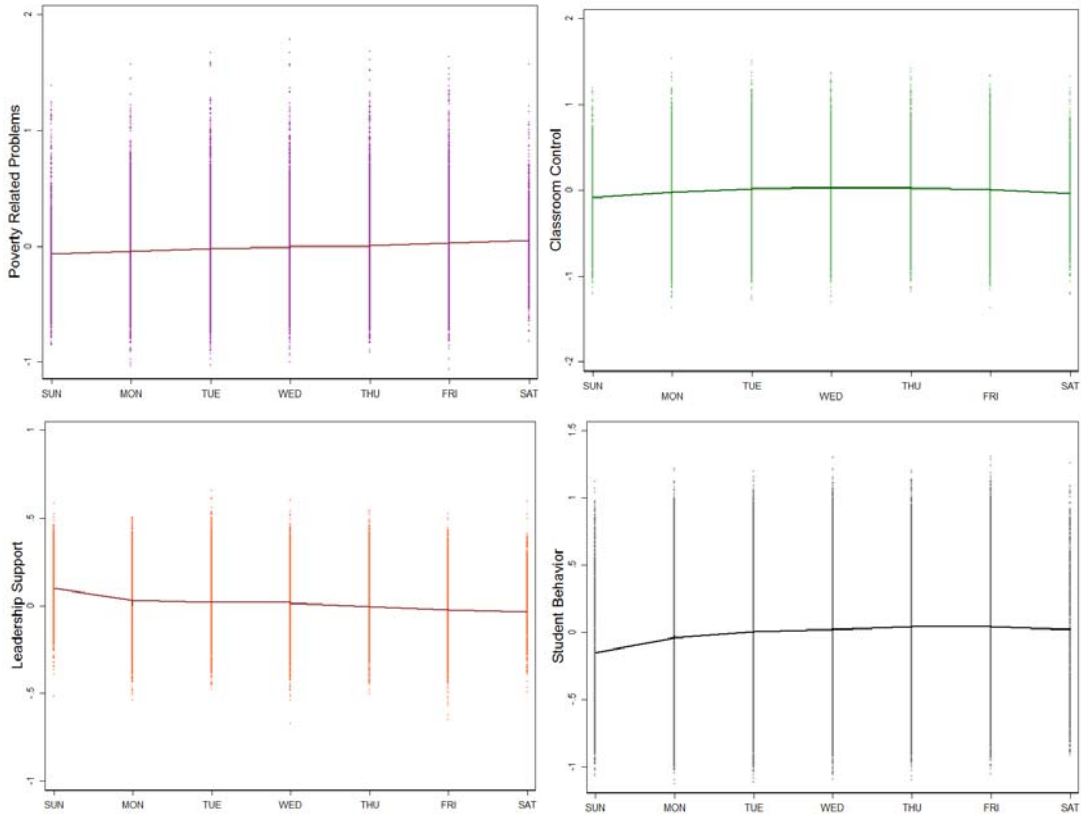 Poverty Related Problems
2
1
0
-1
SUN MON TUE WED THU FRI SAT
Classroom Control
2
1
0
-1
-2
SUN MON TUE WED THU FRI SAT
Leadership Support
1
.5
0
-.5
-1
SUN MON TUE WED THU FRI SAT
Student Behavior
1.5
1
.5
0
-.5
-1
SUN MON TUE WED THU FRI SAT